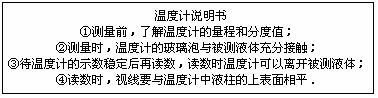 温度计说明书
①测量前,了解温度计的量程和分度值;
②测量时,温度计的玻璃泡与被测液体充分接触;
③待温度计的示数稳定后再读数,读数时温度计可以离开被测液体;
④读数时,视线要与温度计中液柱的上表面相平.